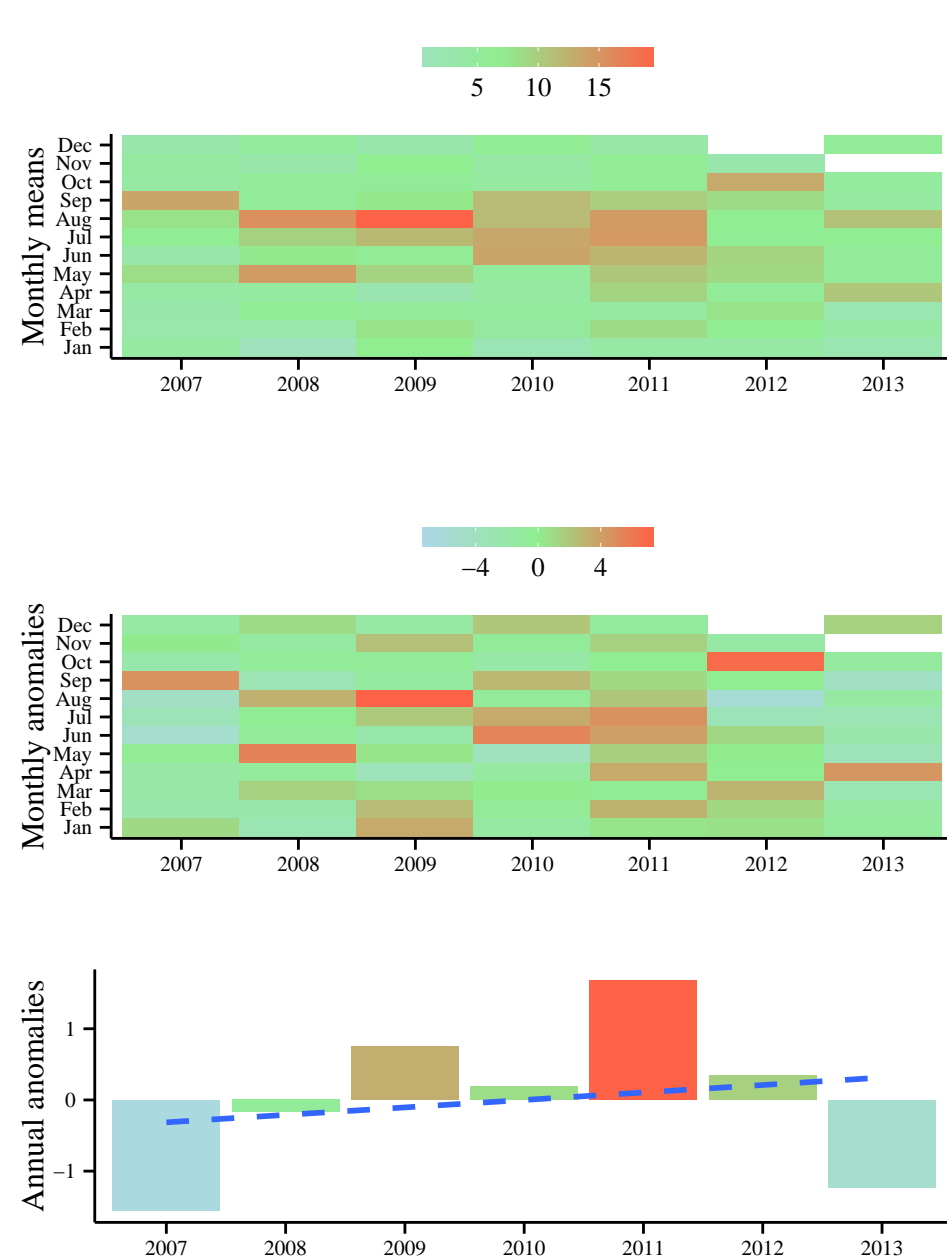 5 10 15
Monthly means
Dec
Nov
Oct
Sep
Aug
Jul
Jun
May
Apr
Mar
Feb
Jan
2007 2008 2009 2010 2011 2012 2013
−4 0 4
Monthly anomalies
Dec
Nov
Oct
Sep
Aug
Jul
Jun
May
Apr
Mar
Feb
Jan
2007 2008 2009 2010 2011 2012 2013
Annual anomalies
1
0
−1
2007 2008 2009 2010 2011 2012 2013